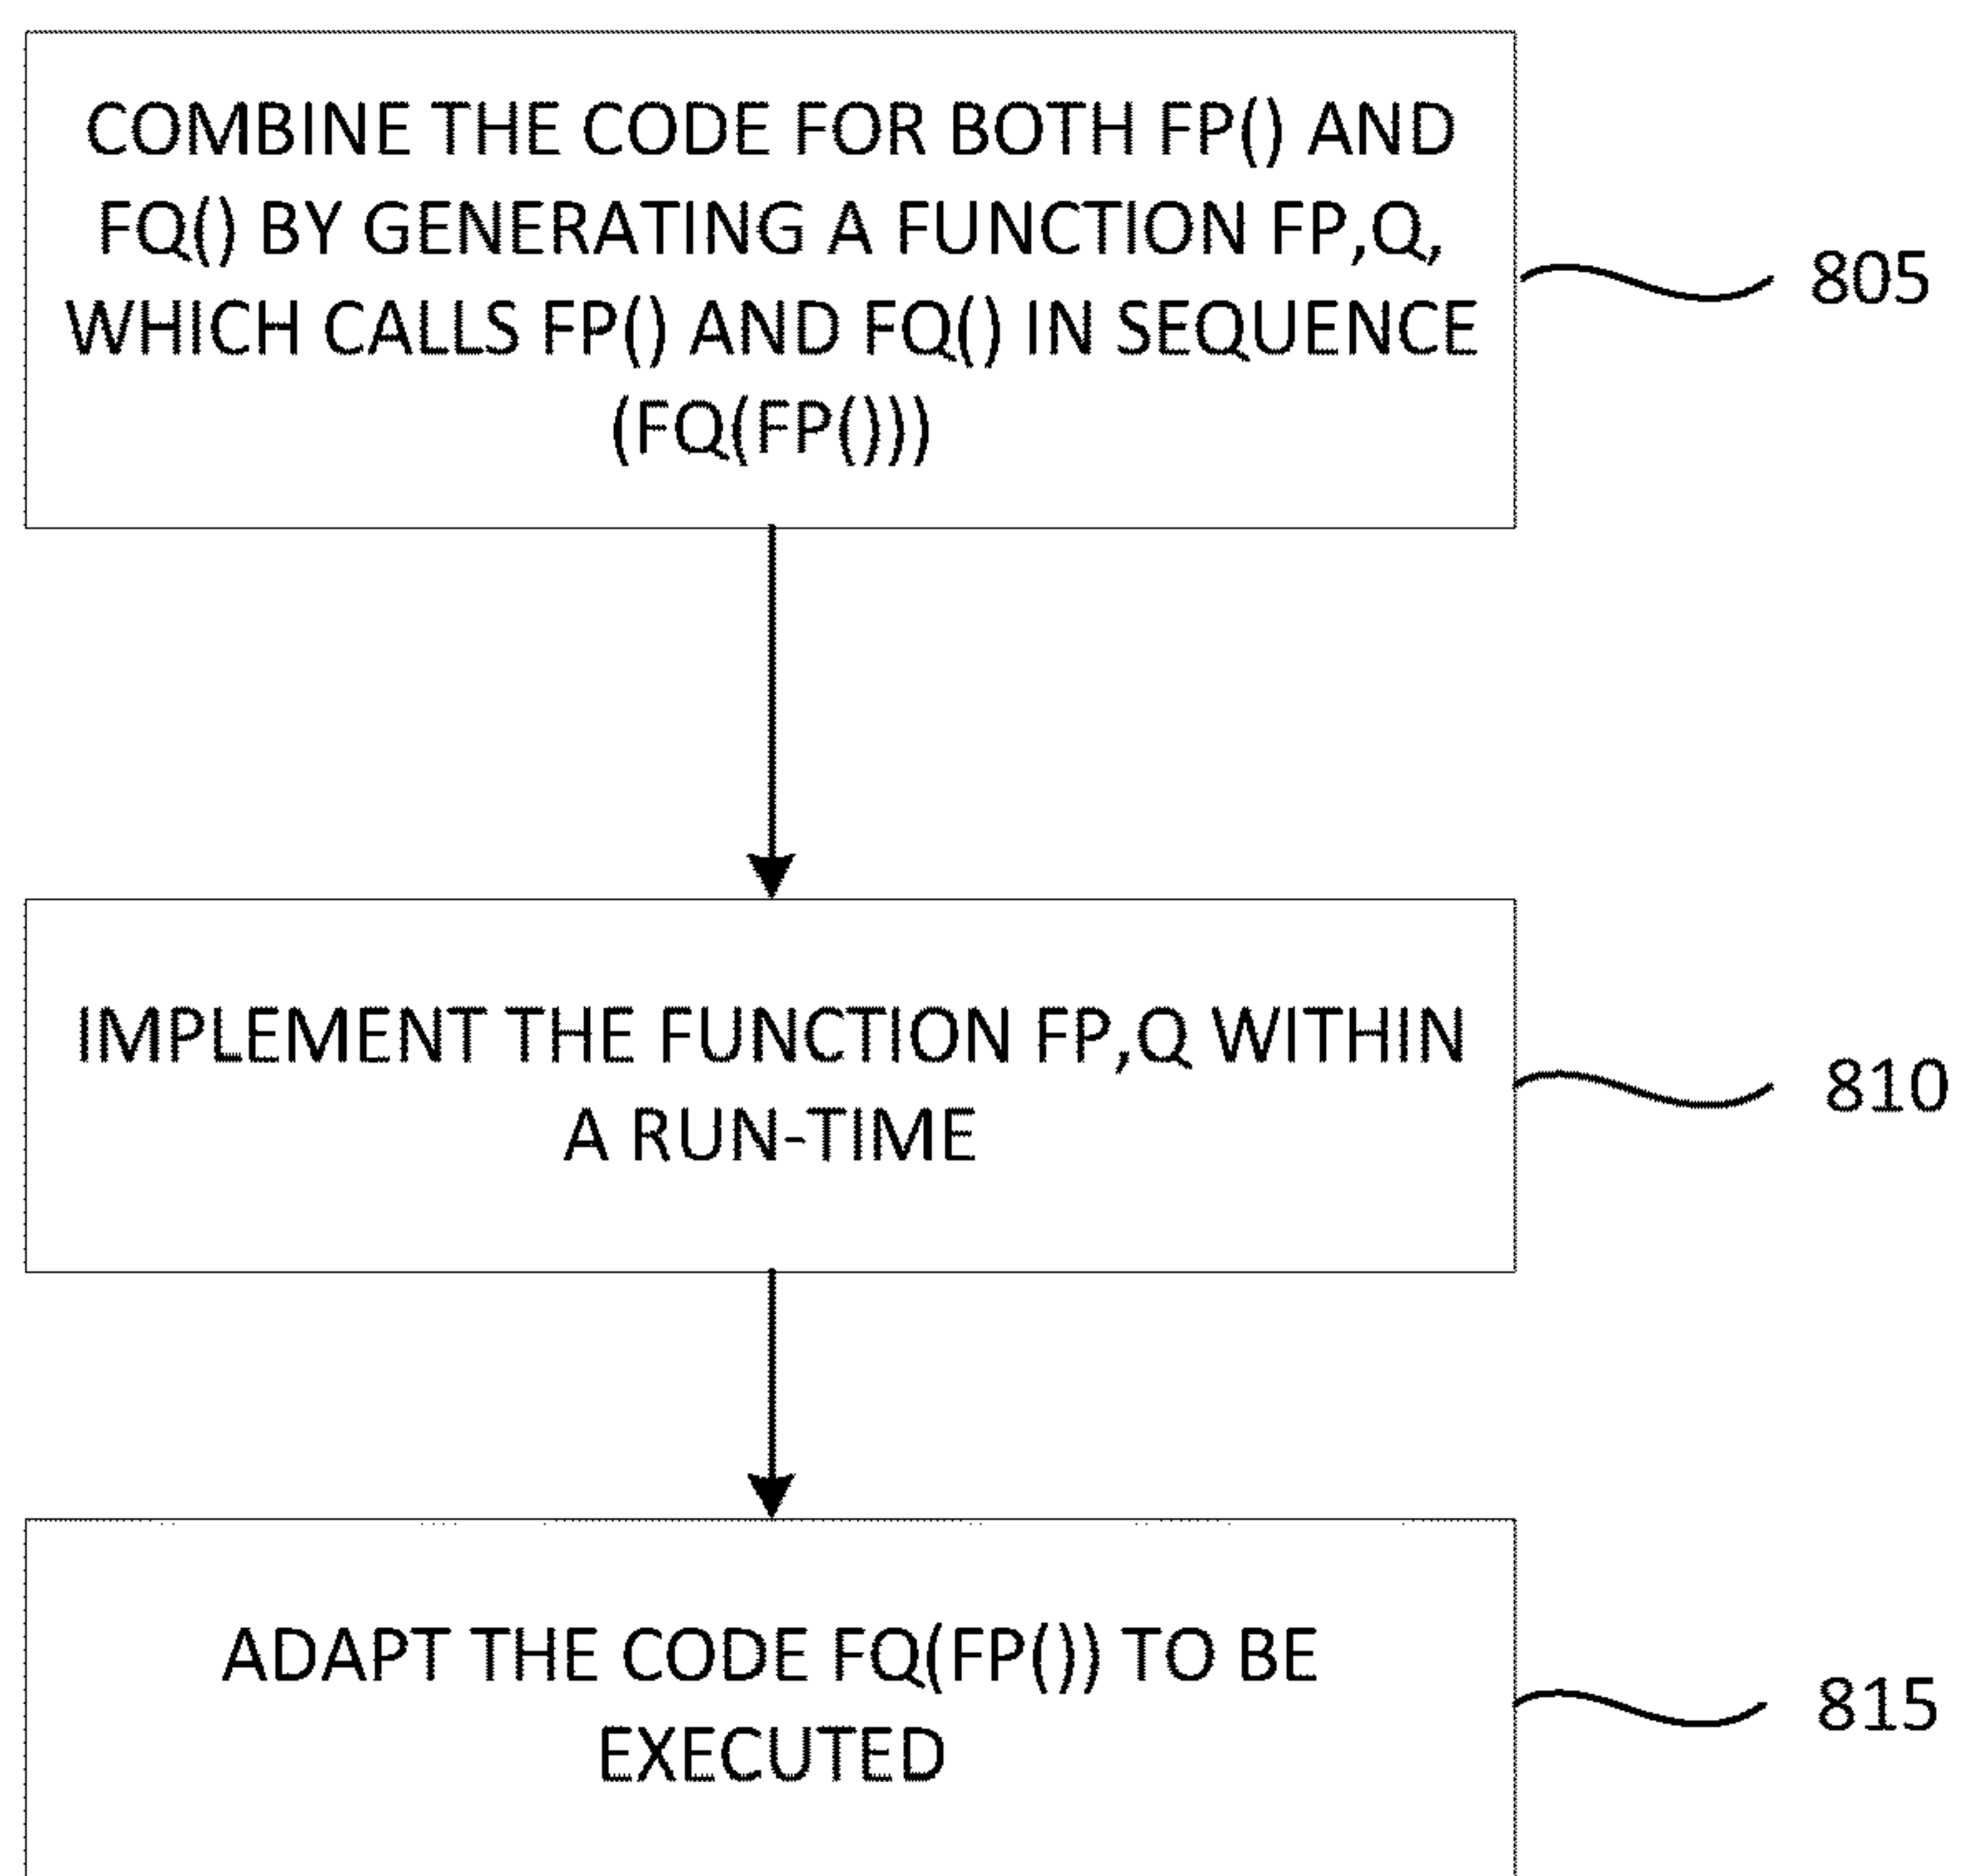 COMBINE THE CODE FOR BOTH FP() AND
FQ() BY GENERATING A FUNCTION FP,Q,
WHICH CALLS FP() AND FQ() IN SEQUENCE
(FQ(FP()))
805
IMPLEMENT THE FUNCTION FP,Q WITHIN
A RUN-TIME
810
ADAPT THE CODE FQ(FP()) TO BE
EXECUTED
815